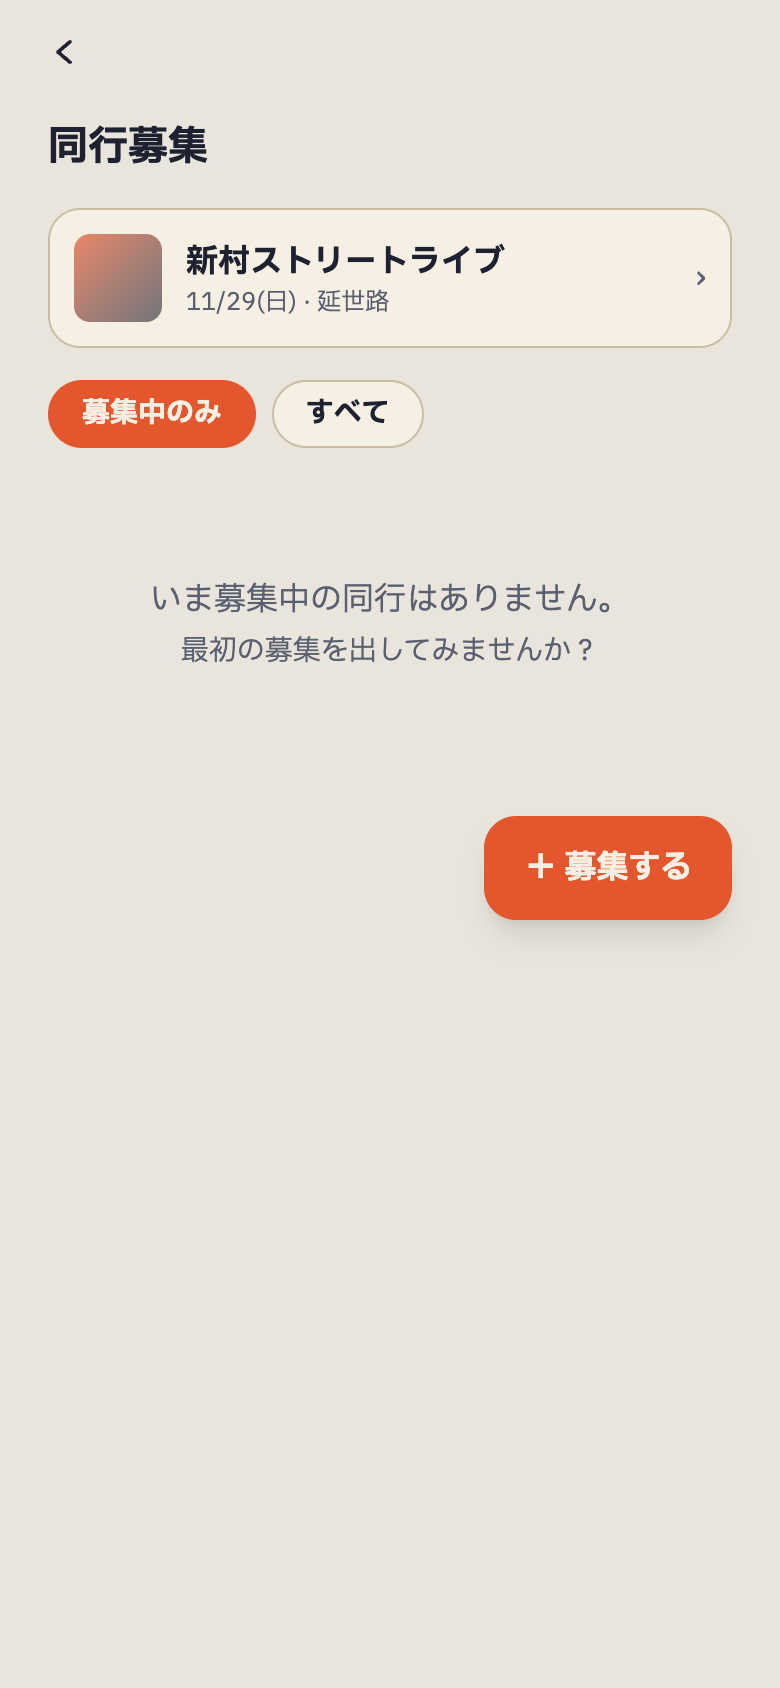 同行募集
新村ストリートライブ
11/29(日) · 延世路
募集中のみ
すべて
いま募集中の同行はありません。
最初の募集を出してみませんか？
＋ 募集する